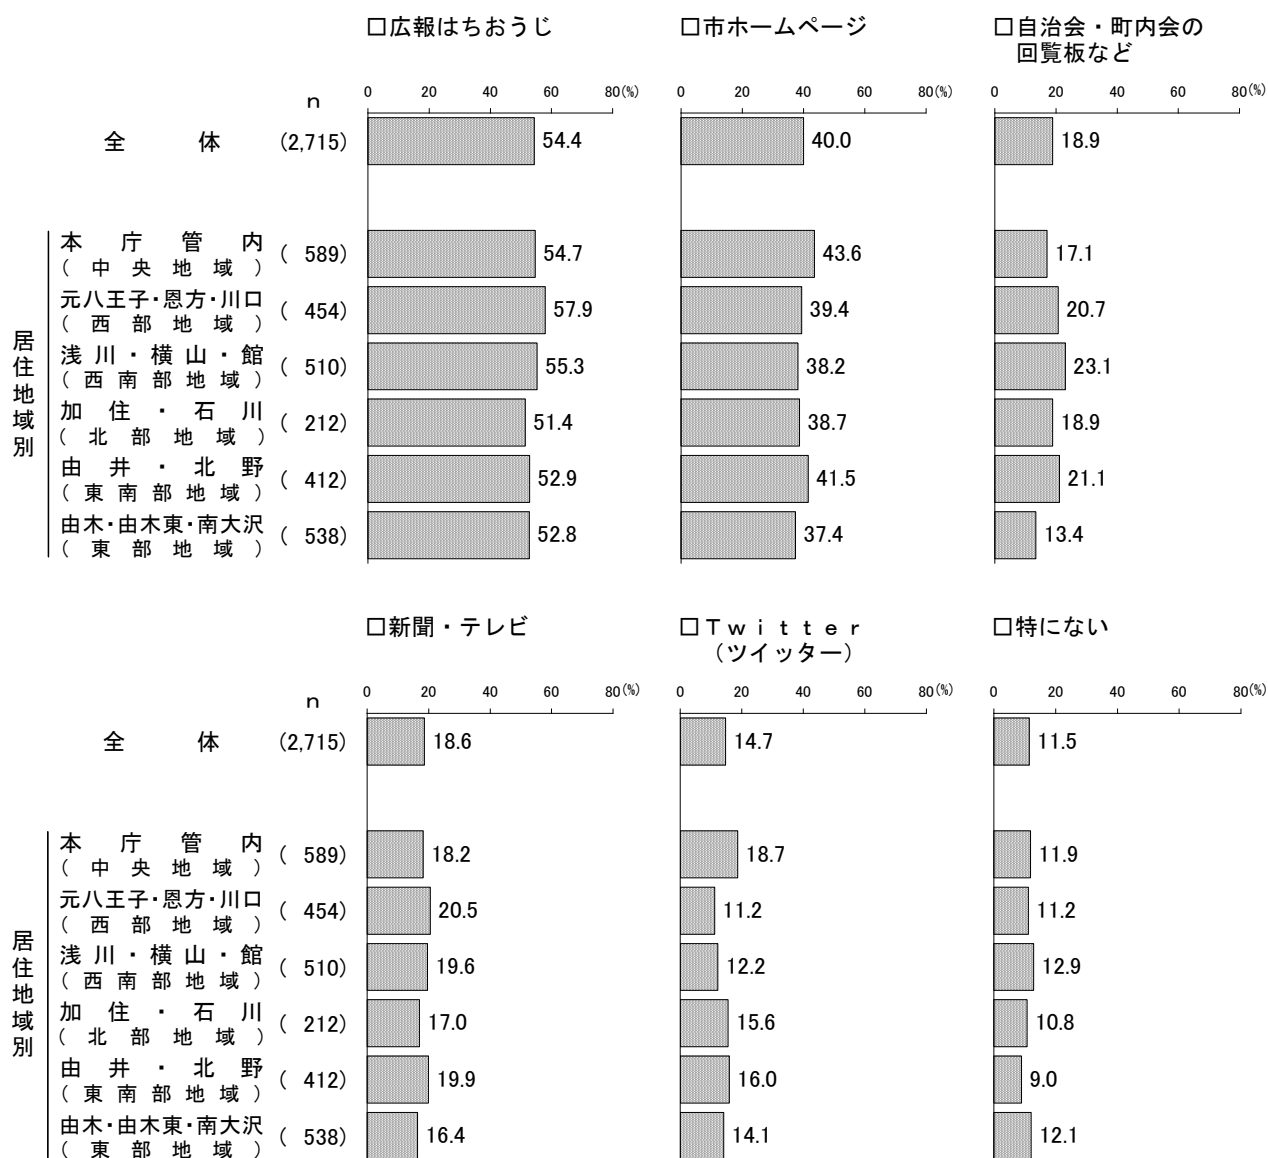 □広報はちおうじ　□市ホームページ　□自治会・町内会の
回覧板など
n　0 20 40 60 80(%)　0 20 40 60 80(%)　0 20 40 60 80(%)
全体 (2,715) 54.4 40.0 18.9
居住地域別
本庁管内
(中央地域) ( 589) 54.7 43.6 17.1
元八王子・恩方・川口
(西部地域) ( 454) 57.9 39.4 20.7
浅川・横山・館
(西南部地域) ( 510) 55.3 38.2 23.1
加住・石川
(北部地域) ( 212) 51.4 38.7 18.9
由井・北野
(東南部地域) ( 412) 52.9 41.5 21.1
由木・由木東・南大沢
(東部地域) ( 538) 52.8 37.4 13.4
□新聞・テレビ　□Ｔｗｉｔｔｅｒ　□特にない
(ツイッター)
n　0 20 40 60 80(%)　0 20 40 60 80(%)　0 20 40 60 80(%)
全体 (2,715) 18.6 14.7 11.5
居住地域別
本庁管内
(中央地域) ( 589) 18.2 18.7 11.9
元八王子・恩方・川口
(西部地域) ( 454) 20.5 11.2 11.2
浅川・横山・館
(西南部地域) ( 510) 19.6 12.2 12.9
加住・石川
(北部地域) ( 212) 17.0 15.6 10.8
由井・北野
(東南部地域) ( 412) 19.9 16.0 9.0
由木・由木東・南大沢
(東部地域) ( 538) 16.4 14.1 12.1